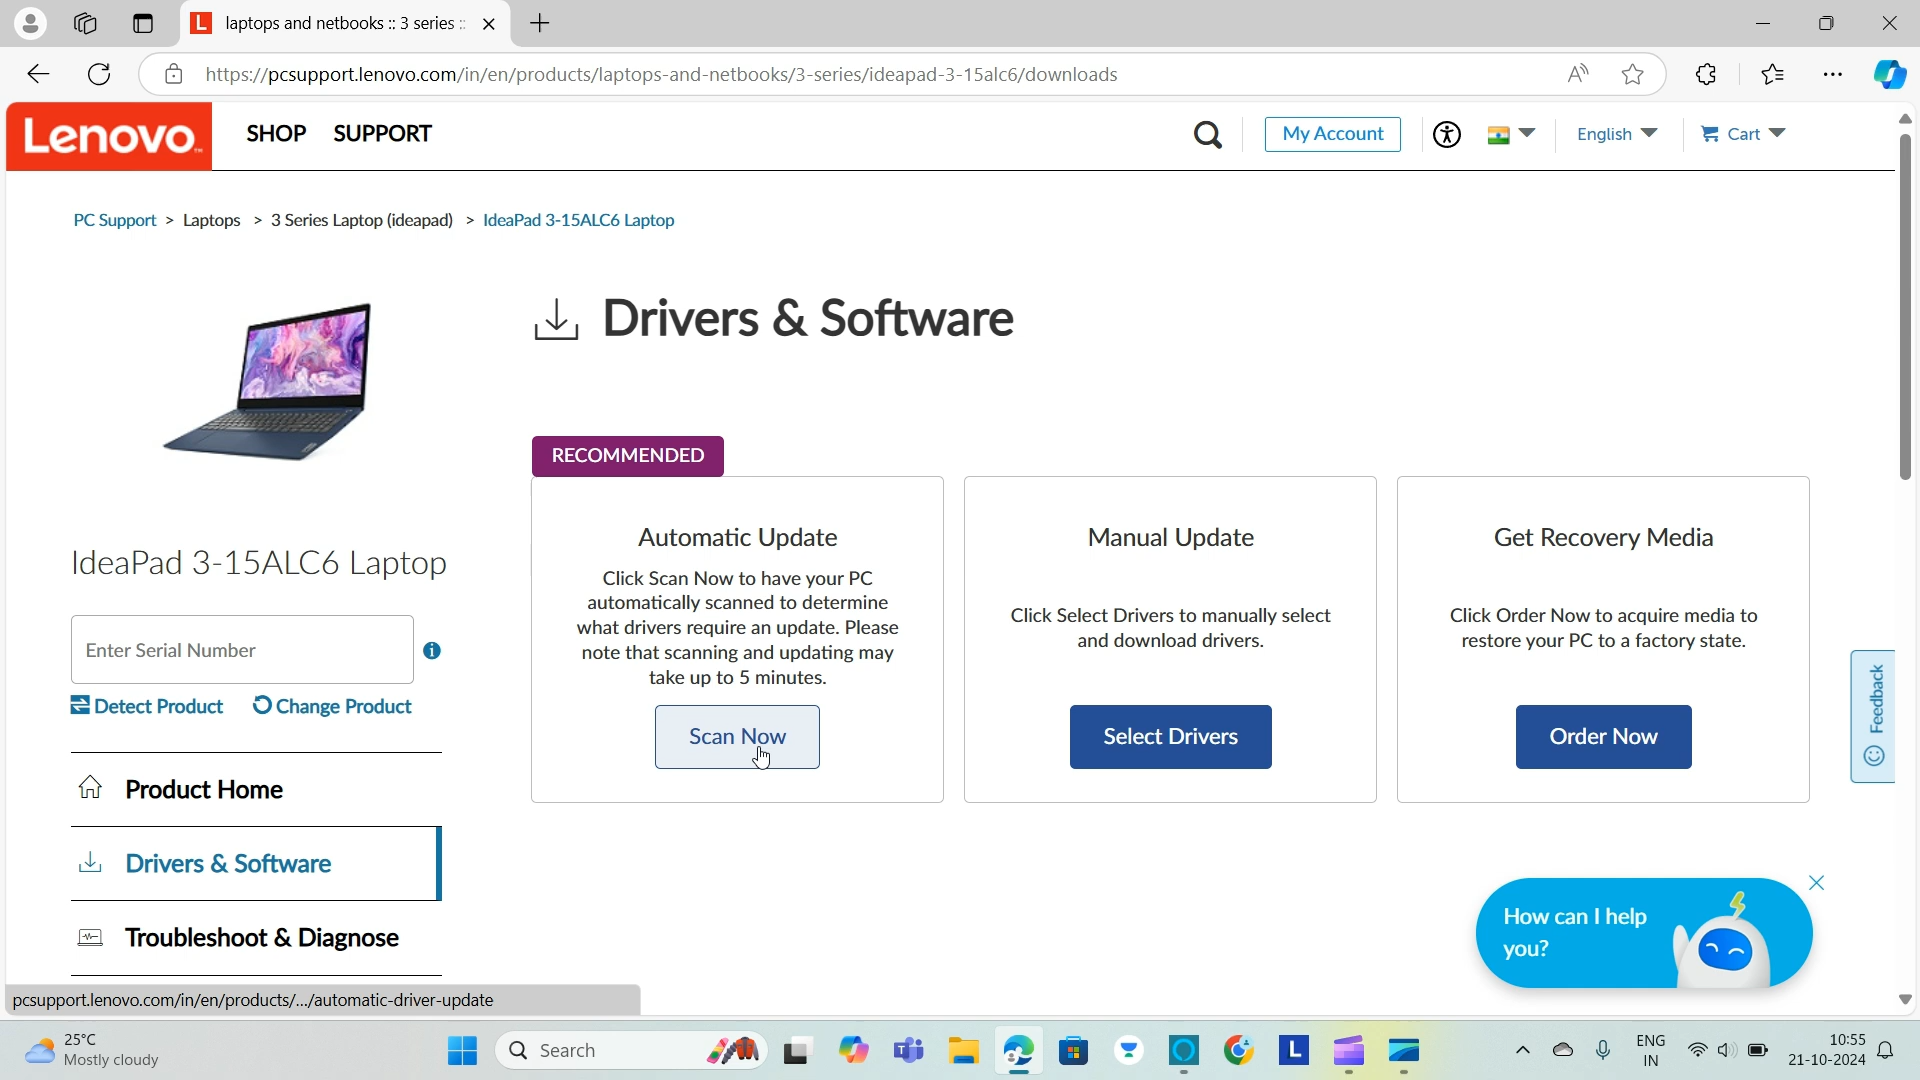 laptops and netbooks :: 3 series ::
https://pcsupport.lenovo.com/in/en/products/laptops-and-netbooks/3-series/ideapad-3-15alc6/downloads
Lenovo
SHOP SUPPORT
My Account
English
Cart
PC Support > Laptops > 3 Series Laptop (ideapad) > IdeaPad 3-15ALC6 Laptop
Drivers & Software
RECOMMENDED
Automatic Update
Click Scan Now to have your PC
automatically scanned to determine
what drivers require an update. Please
note that scanning and updating may
take up to 5 minutes.
Scan Now
Manual Update
Click Select Drivers to manually select
and download drivers.
Select Drivers
Get Recovery Media
Click Order Now to acquire media to
restore your PC to a factory state.
Order Now
IdeaPad 3-15ALC6 Laptop
Enter Serial Number
Detect Product Change Product
Product Home
Drivers & Software
Troubleshoot & Diagnose
Feedback
How can I help
you?
pcsupport.lenovo.com/in/en/products/.../automatic-driver-update
25°C
Mostly cloudy
Search
ENG
IN
10:55
21-10-2024